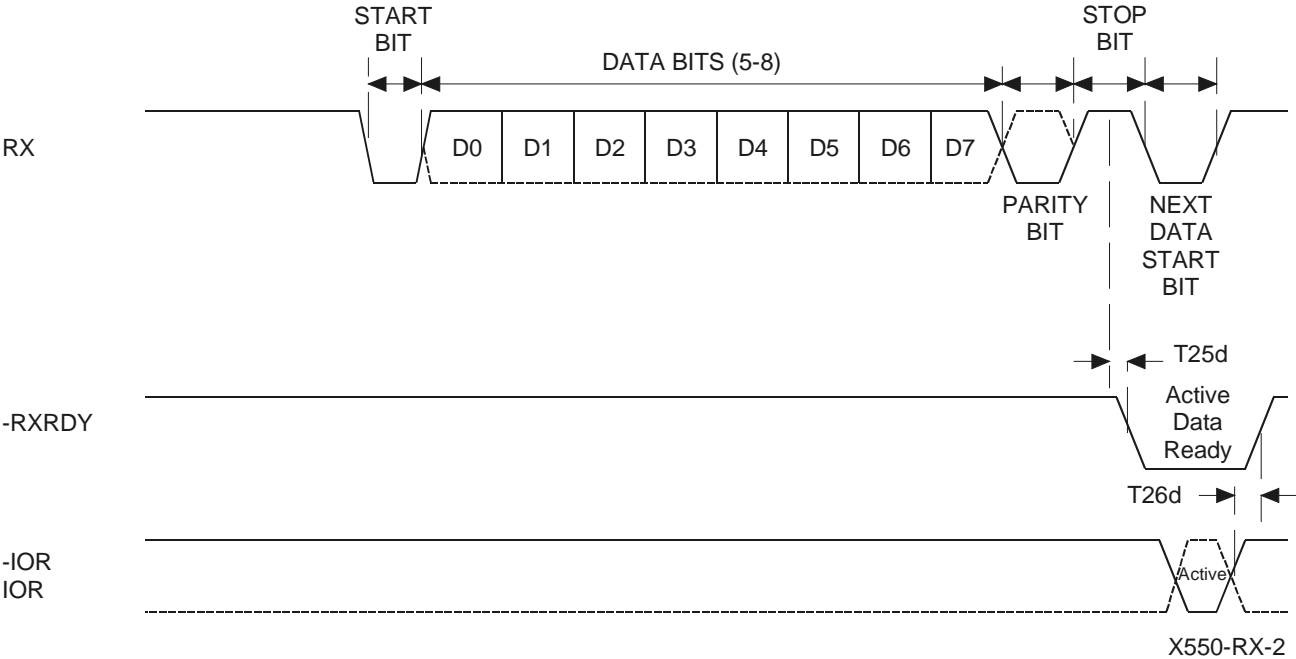 START
BIT
STOP
BIT
DATA BITS (5-8)
RX
D0 D1 D2 D3 D4 D5 D6 D7
PARITY
BIT
NEXT
DATA
START
BIT
T25d
-RXRDY
Active
Data
Ready
T26d
-IOR
IOR
Active
X550-RX-2